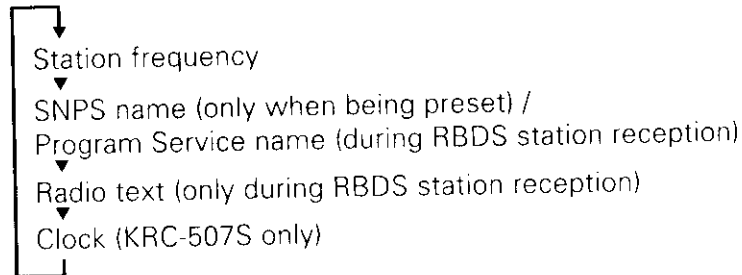 Station frequency
SNPS name (only when being preset) /
Program Service name (during RBDS station reception)
Radio text (only during RBDS station reception)
Clock (KRC-507S only)